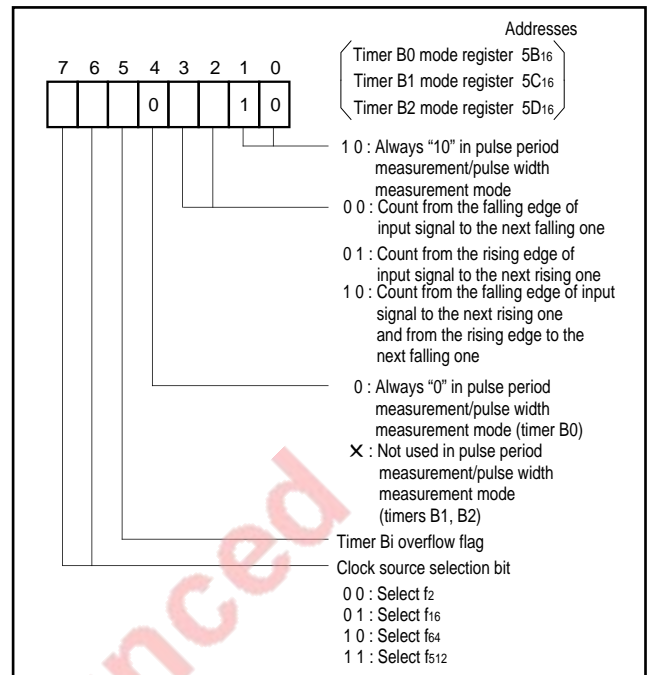 Addresses
Timer B0 mode register 5B16
Timer B1 mode register 5C16
Timer B2 mode register 5D16
7 6 5 4 3 2 1 0
0 1 0
1 0 : Always “10” in pulse period
measurement/pulse width
measurement mode
0 0 : Count from the falling edge of
input signal to the next falling one
0 1 : Count from the rising edge of
input signal to the next rising one
1 0 : Count from the falling edge of input
signal to the next rising one
and from the rising edge to the
next falling one
0 : Always “0” in pulse period
measurement/pulse width
measurement mode (timer B0)
× : Not used in pulse period
measurement/pulse width
measurement mode
(timers B1, B2)
Timer Bi overflow flag
Clock source selection bit
0 0 : Select f2
0 1 : Select f16
1 0 : Select f64
1 1 : Select f512
nced